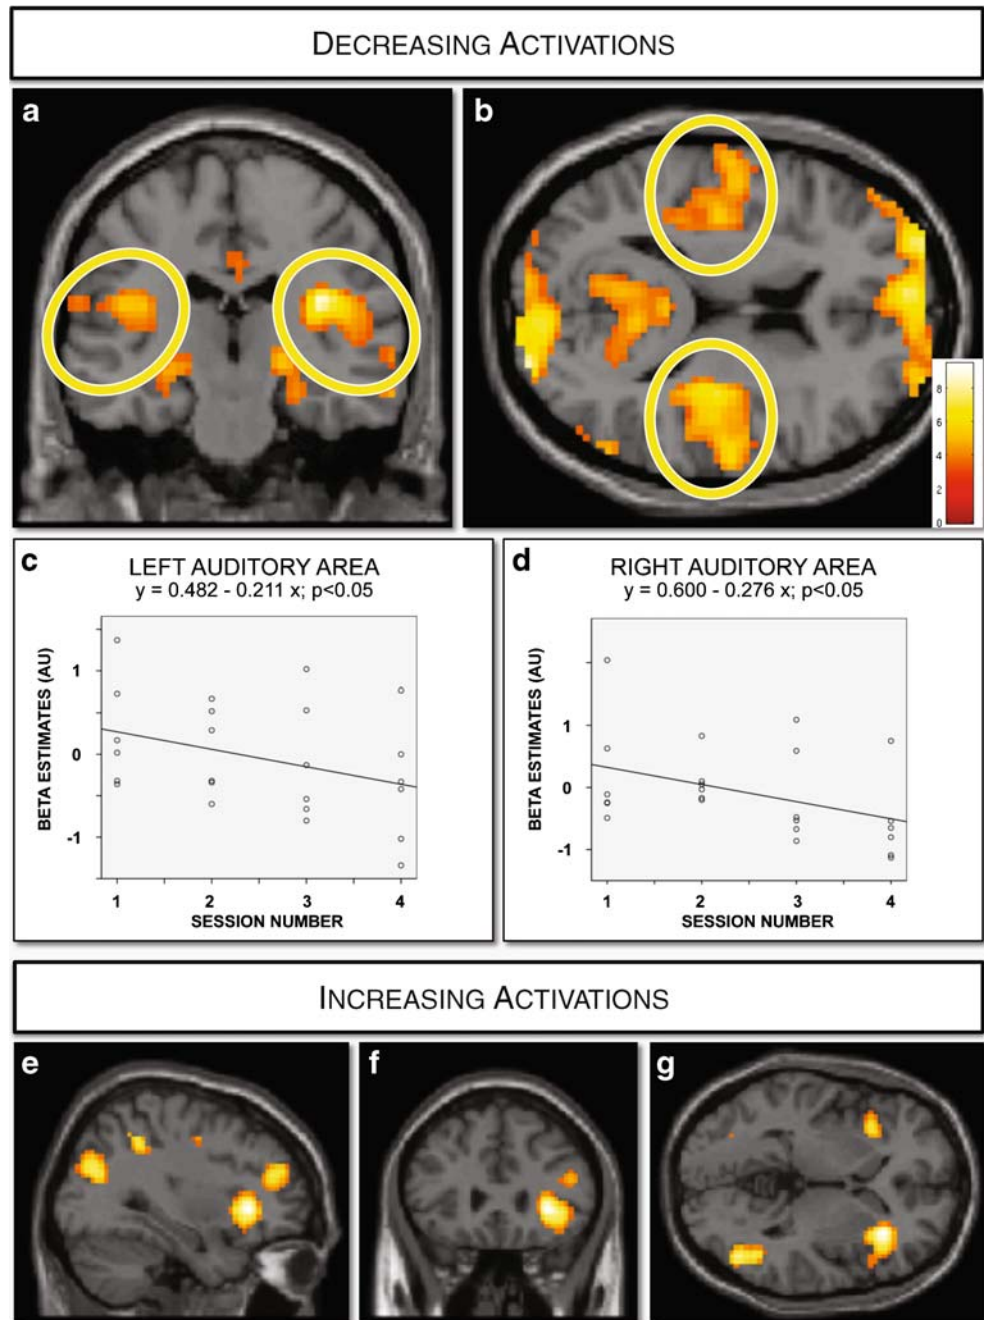 DECREASING ACTIVATIONS
a
b
8
6
4
2
0
c
LEFT AUDITORY AREA
y = 0.482 - 0.211 x; p<0.05
BETA ESTIMATES (AU)
1
0
-1
1 2 3 4
SESSION NUMBER
d
RIGHT AUDITORY AREA
y = 0.600 - 0.276 x; p<0.05
BETA ESTIMATES (AU)
1
0
-1
1 2 3 4
SESSION NUMBER
INCREASING ACTIVATIONS
e
f
g